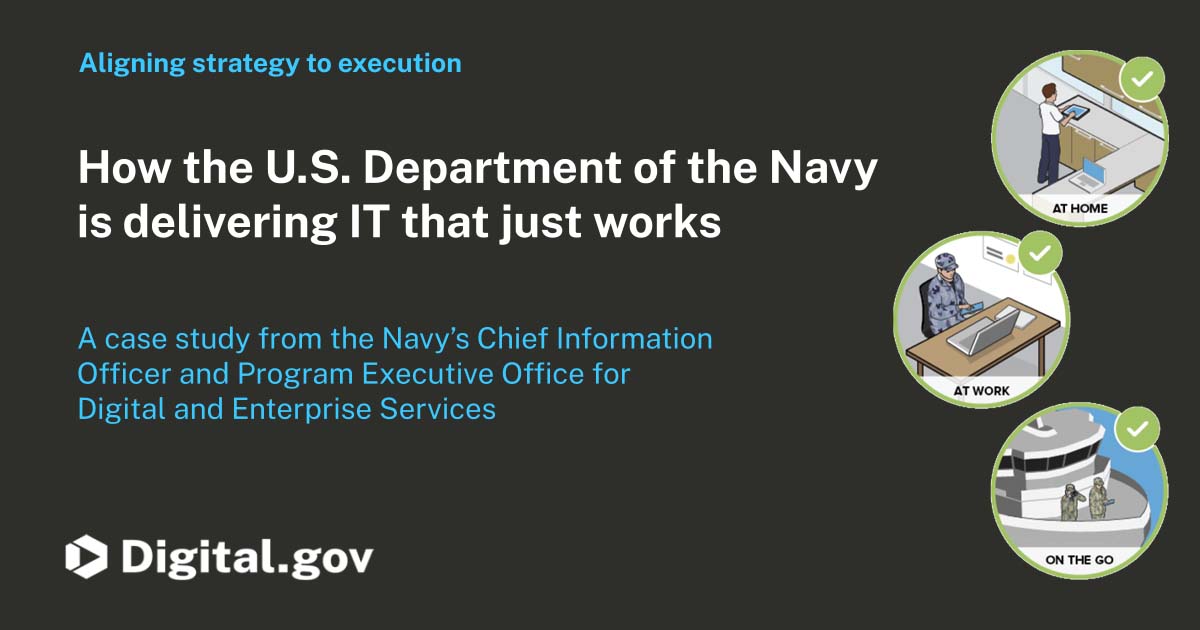 Aligning strategy to execution
How the U.S. Department of the Navy
is delivering IT that just works
A case study from the Navy’s Chief Information
Officer and Program Executive Office for
Digital and Enterprise Services
Digital.gov
AT HOME
AT WORK
ON THE GO